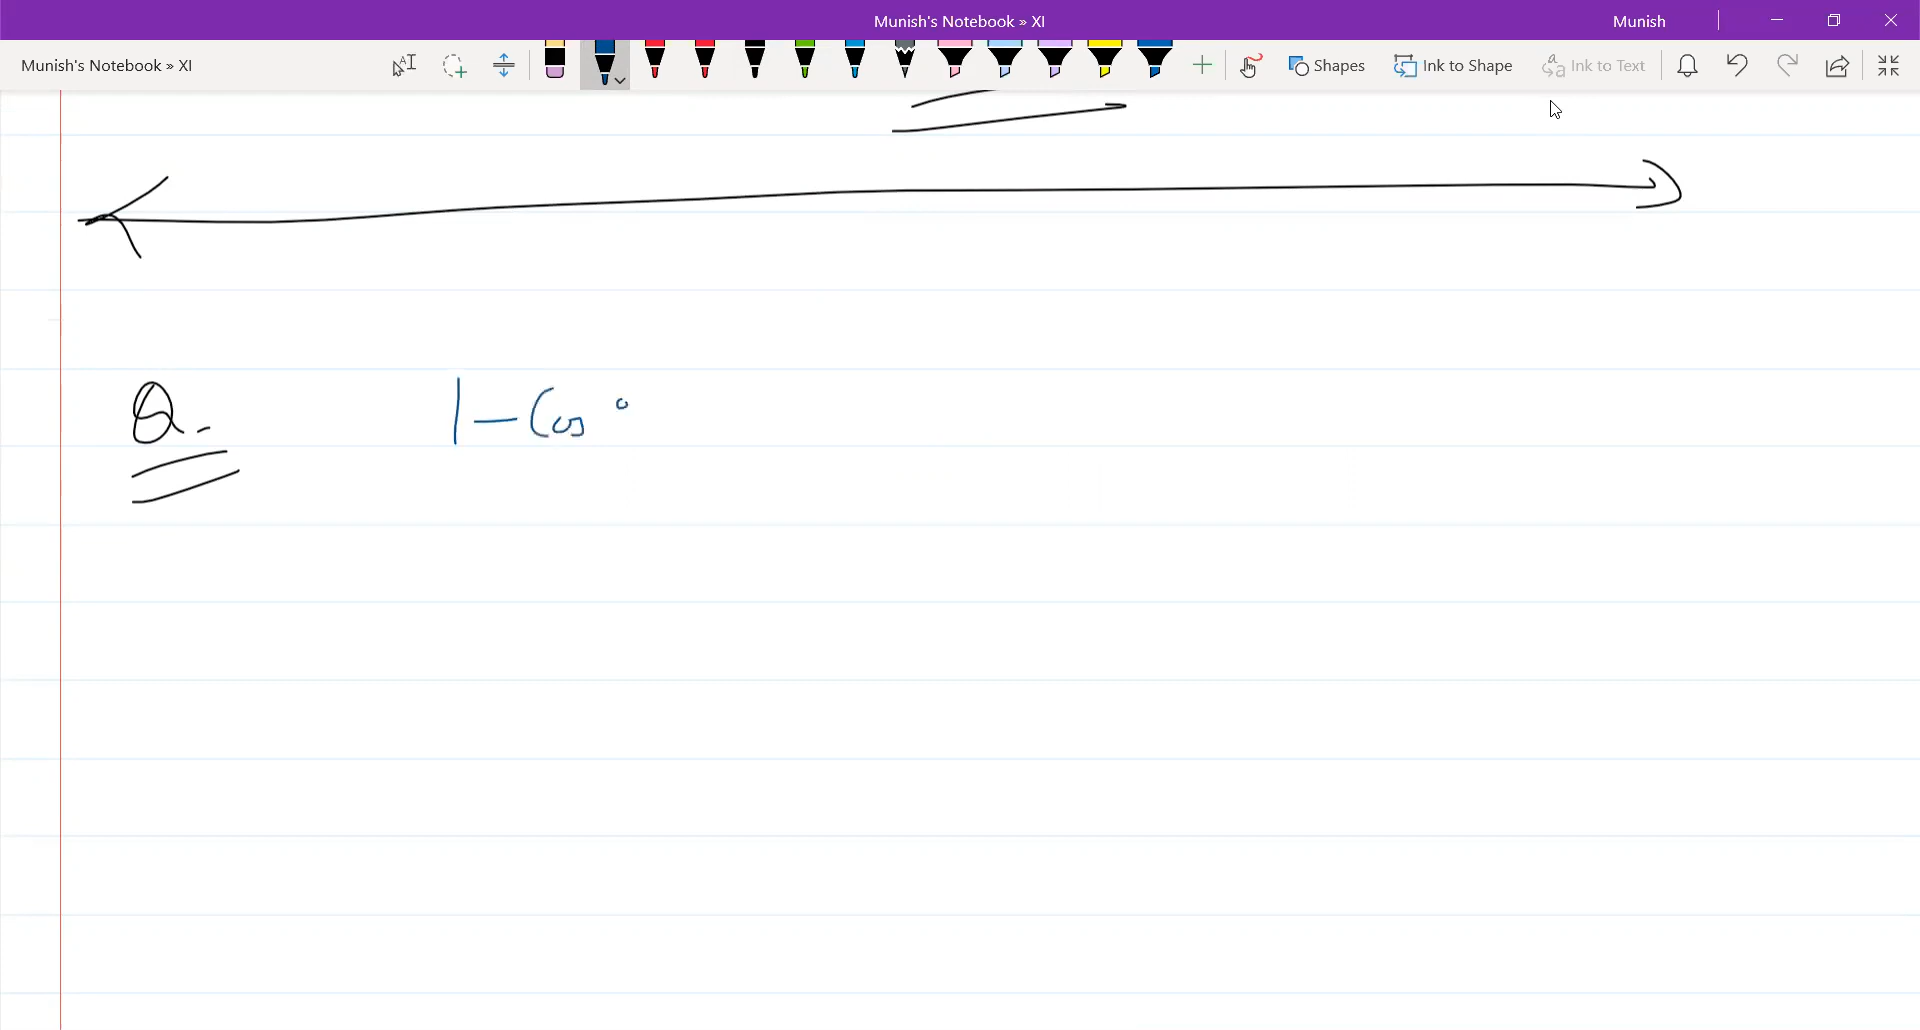 Munish's Notebook » XI
Munish
Munish's Notebook » XI
Shapes
Ink to Shape
Ink to Text
Q.
1 - Cos °